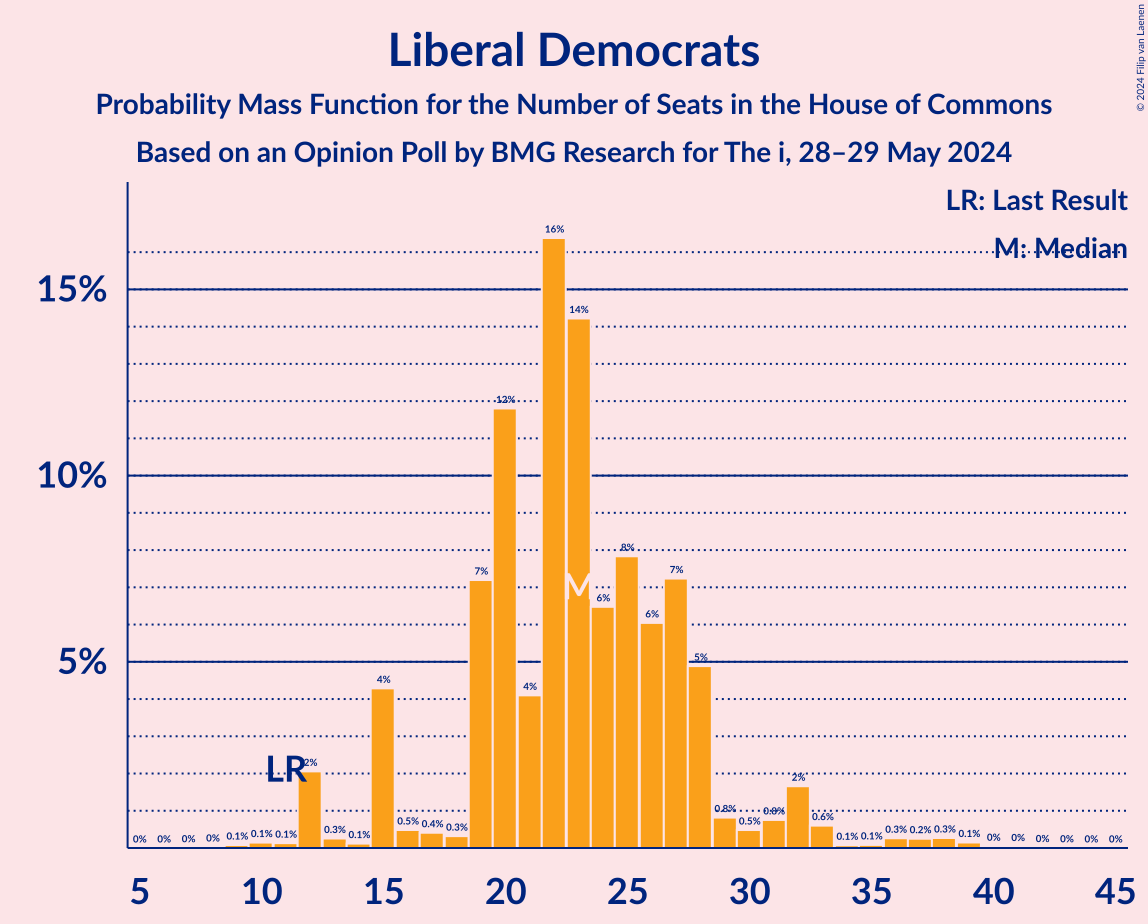 Liberal Democrats
Probability Mass Function for the Number of Seats in the House of Commons
Based on an Opinion Poll by BMG Research for The i, 28–29 May 2024
© 2024 Filip van Laenen
LR: Last Result
M: Median
15%
10%
5%
0% 0% 0% 0% 0.1% 0.1% 0.1% 2% 0.3% 0.1% 4% 0.5% 0.4% 0.3% 7% 12% 4% 16% 14% 6% 8% 6% 7% 5% 0.8% 0.5% 0.8% 2% 0.6% 0.1% 0.1% 0.3% 0.2% 0.3% 0.1% 0% 0% 0% 0% 0% 0%
LR
M
5 10 15 20 25 30 35 40 45